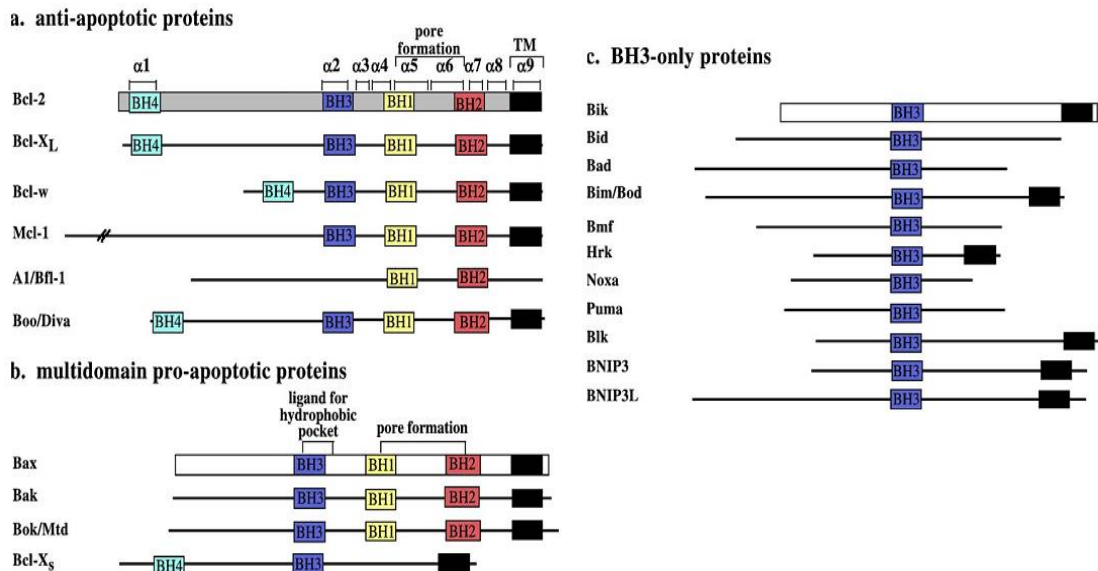 a. anti-apoptotic proteins
pore
formation
TM
α1 α2 α3 α4 α5 α6 α7 α8 α9
Bcl-2 BH4 BH3 BH1 BH2
Bcl-XL BH4 BH3 BH1 BH2
Bcl-w BH4 BH3 BH1 BH2
Mcl-1 BH3 BH1 BH2
A1/Bfl-1 BH1 BH2
Boo/Diva BH4 BH3 BH1 BH2
b. multidomain pro-apoptotic proteins
ligand for
hydrophobic
pocket
pore formation
Bax BH3 BH1 BH2
Bak BH3 BH1 BH2
Bok/Mtd BH3 BH1 BH2
Bcl-Xs BH4 BH3
c. BH3-only proteins
Bik BH3
Bid BH3
Bad BH3
Bim/Bod BH3
Bmf BH3
Hrk BH3
Noxa BH3
Puma BH3
Blk BH3
BNIP3 BH3
BNIP3L BH3